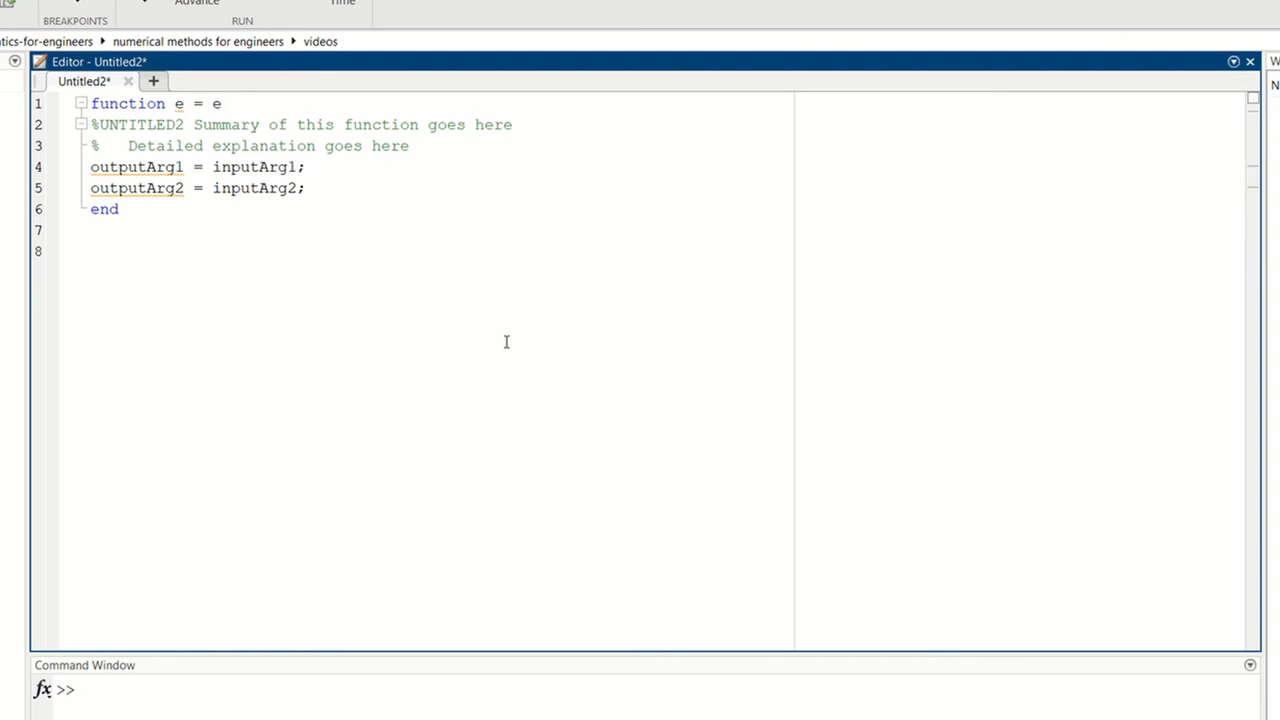 Advance
Time
BREAKPOINTS
RUN
tics-for-engineers numerical methods for engineers videos
Editor - Untitled2*
W
Untitled2*
N
1 function e = e
2 %UNTITLED2 Summary of this function goes here
3 %   Detailed explanation goes here
4 outputArg1 = inputArg1;
5 outputArg2 = inputArg2;
6 end
7
8
Command Window
fx >>